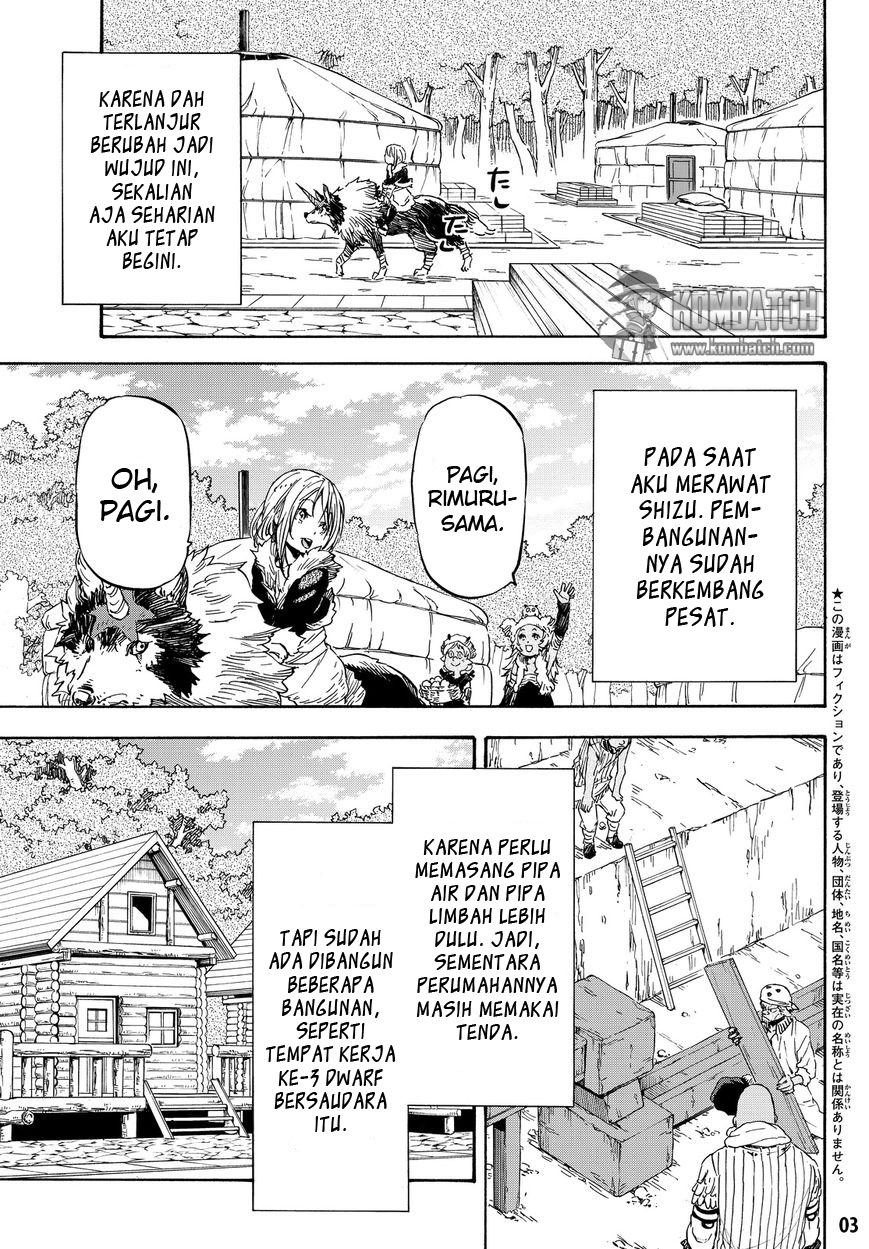 KARENA DAH
TERLANJUR
BERUBAH JADI
WUJUD INI,
SEKALIAN
AJA SEHARIAN
AKU TETAP
BEGINI.
たっ
たっ
KOMBATCH
www.kombatch.com
PADA SAAT
AKU MERAWAT
SHIZU. PEM-
BANGUNAN-
NYA SUDAH
BERKEMBANG
PESAT.
PAGI,
RIMURU-
SAMA.
OH,
PAGI.
KARENA PERLU
MEMASANG PIPA
AIR DAN PIPA
LIMBAH LEBIH
DULU. JADI,
SEMENTARA
PERUMAHANNYA
MASIH MEMAKAI
TENDA.
TAPI SUDAH
ADA DIBANGUN
BEBERAPA
BANGUNAN,
SEPERTI
TEMPAT KERJA
KE-3 DWARF
BERSAUDARA
ITU.
★この漫画はフィクションであり、登場する人物、団体、地名、国名等は実在の名称とは関係ありません。
03